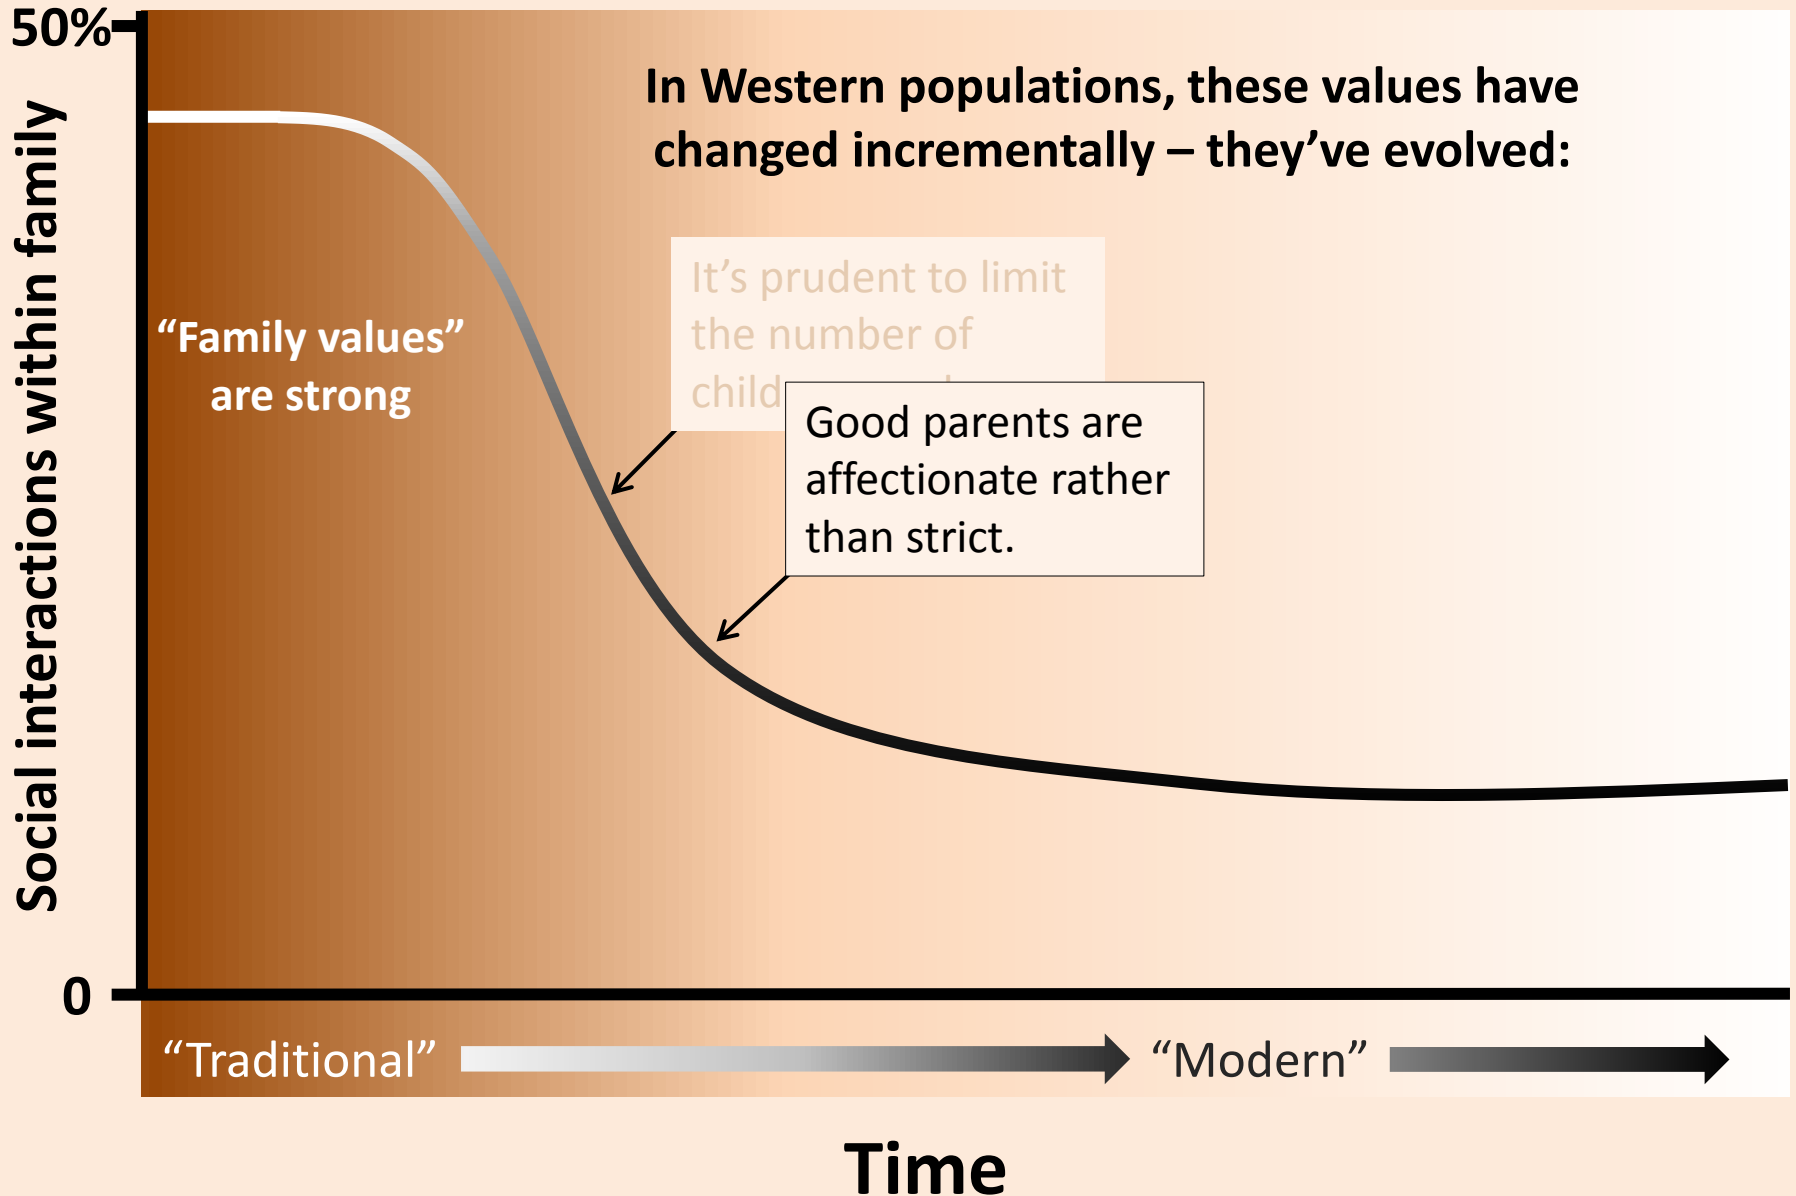 50%
Social interactions within family
In Western populations, these values have
changed incrementally – they’ve evolved:
“Family values”
are strong
It’s prudent to limit
the number of
Good parents are
affectionate rather
than strict.
0
“Traditional”
“Modern”
Time